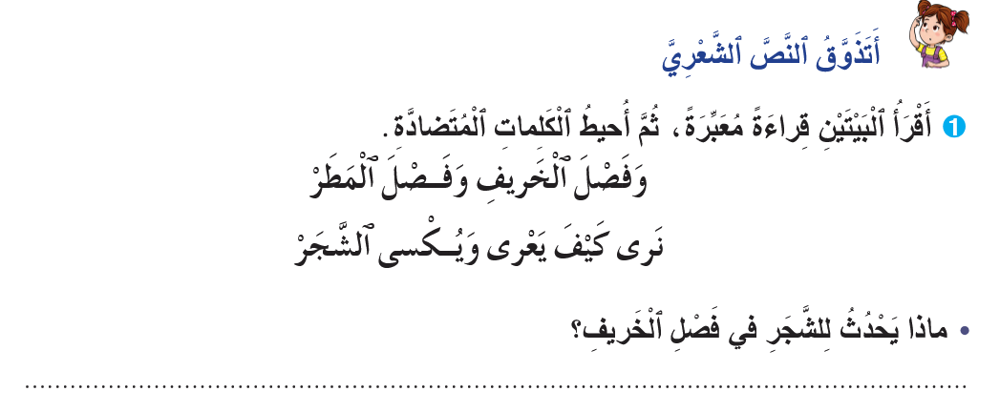 أَتَذَوَّقُ ٱلنَّصَّ ٱلشَّعْرِيَّ
1 أَقْرَأُ ٱلْبَيْتَيْنِ قِراءَةً مُعَبِّرَةً، ثُمَّ أُحيطُ ٱلْكَلِماتِ ٱلْمُتَضادَّةِ.
وَفَصْلَ ٱلْخَريفِ وَفَـصْلَ ٱلْمَطَرْ
نَرى كَيْفَ يَعْرى وَيُـكْسى ٱلشَّجَرْ
• ماذا يَحْدُثُ لِلشَّجَرِ في فَصْلِ ٱلْخَريفِ؟